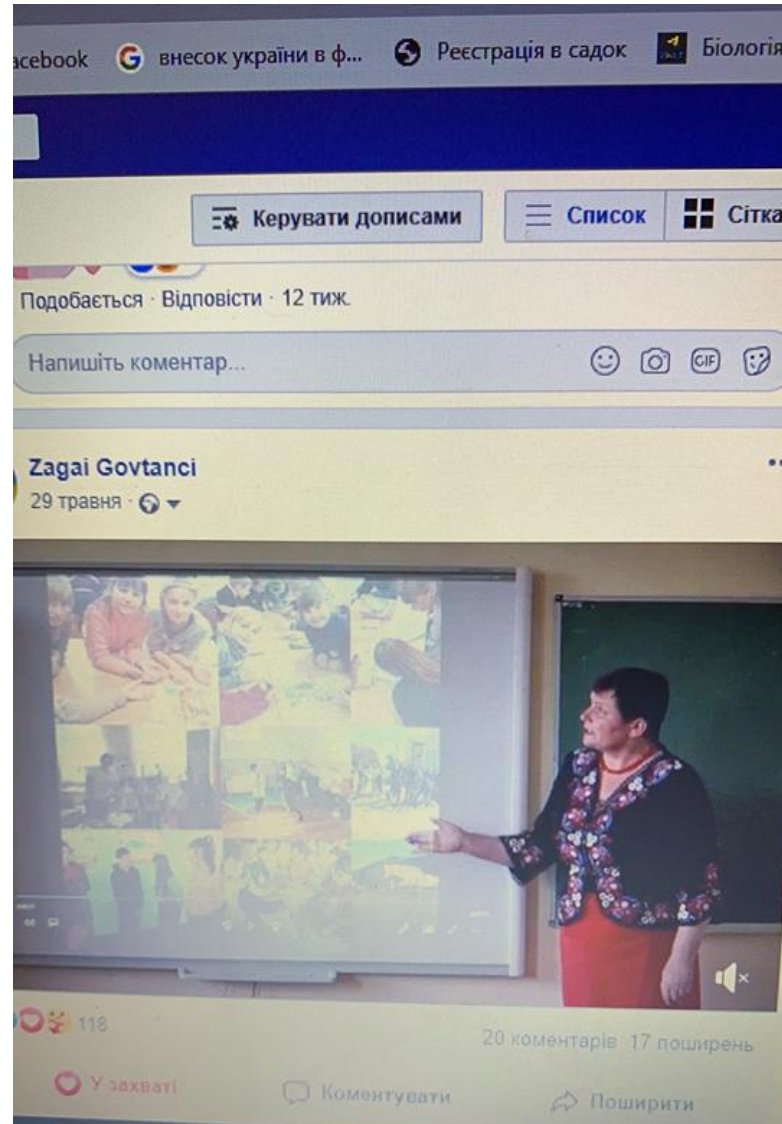 acebook внесок україни в ф... Реєстрація в садок Біологія
Керувати дописами Список Сітка
Подобається · Відповісти · 12 тиж.
Напишіть коментар... GIF
Zagai Govtanci
29 травня ·
118
20 коментарів 17 поширень
У захваті Коментувати Поширити